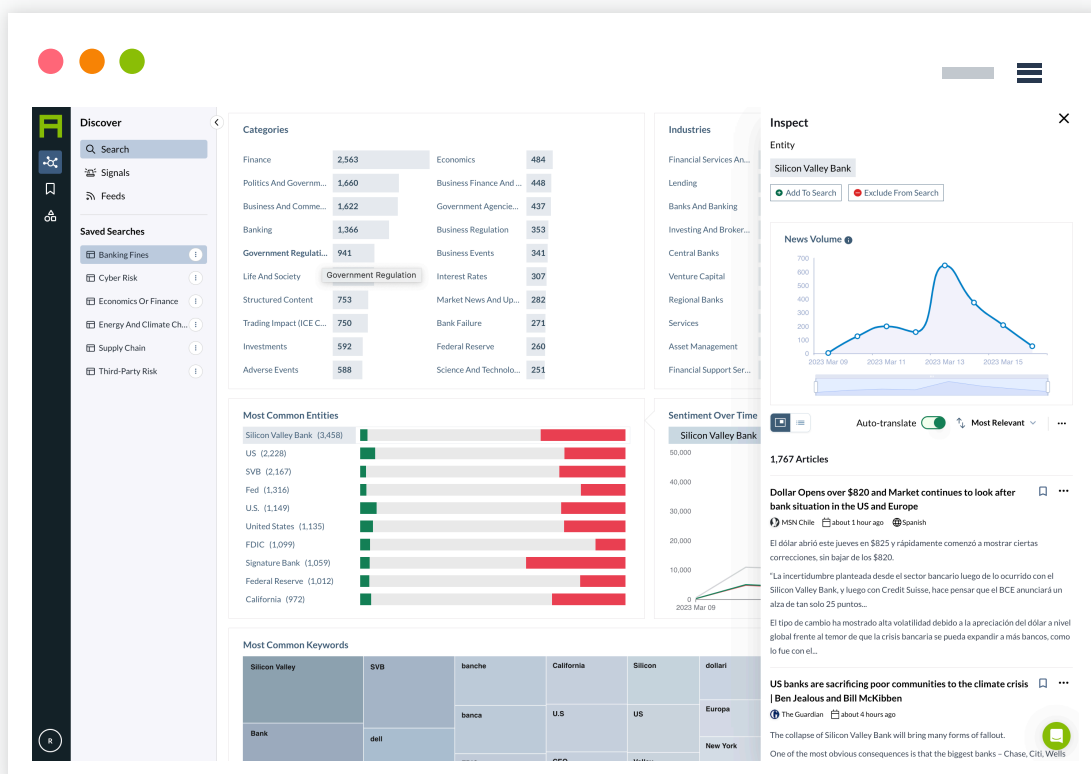 Discover
Search
Signals
Feeds
Saved Searches
Banking Fines
Cyber Risk
Economics Or Finance
Energy And Climate Ch...
Supply Chain
Third-Party Risk
R
Categories
Finance 2,563
Politics And Governm... 1,660
Business And Comme... 1,622
Banking 1,366
Government Regulati... 941
Government Regulation
Life And Society
Structured Content 753
Trading Impact (ICE C... 750
Investments 592
Adverse Events 588
Economics 484
Business Finance And ... 448
Government Agencie... 437
Business Regulation 353
Business Events 341
Interest Rates 307
Market News And Up... 282
Bank Failure 271
Federal Reserve 260
Science And Technolo... 251
Industries
Financial Services An...
Lending
Banks And Banking
Investing And Broker...
Central Banks
Venture Capital
Regional Banks
Services
Asset Management
Financial Support Ser...
Most Common Entities
Silicon Valley Bank (3,458)
US (2,228)
SVB (2,167)
Fed (1,316)
U.S. (1,149)
United States (1,135)
FDIC (1,099)
Signature Bank (1,059)
Federal Reserve (1,012)
California (972)
Sentiment Over Time
Silicon Valley Bank
50,000
40,000
30,000
20,000
10,000
0
2023 Mar 09
Most Common Keywords
Silicon Valley
Bank
SVB
dell
banche
banca
California
U.S
CEO
Silicon
US
Valley
dollari
Europa
New York
Inspect
Entity
Silicon Valley Bank
Add To Search
Exclude From Search
News Volume
700
600
500
400
300
200
100
0
2023 Mar 09 2023 Mar 11 2023 Mar 13 2023 Mar 15
Auto-translate
Most Relevant
1,767 Articles
Dollar Opens over $820 and Market continues to look after
bank situation in the US and Europe
MSN Chile about 1 hour ago Spanish
El dólar abrió este jueves en $825 y rápidamente comenzó a mostrar ciertas
correcciones, sin bajar de los $820.
"La incertidumbre planteada desde el sector bancario luego de lo ocurrido con el
Silicon Valley Bank, y luego con Credit Suisse, hace pensar que el BCE anunciará un
alza de tan solo 25 puntos...
El tipo de cambio ha mostrado alta volatilidad debido a la apreciación del dólar a nivel
global frente al temor de que la crisis bancaria se pueda expandir a más bancos, como
lo fue con el...
US banks are sacrificing poor communities to the climate crisis
| Ben Jealous and Bill McKibben
The Guardian about 4 hours ago
The collapse of Silicon Valley Bank will bring many forms of fallout.
One of the most obvious consequences is that the biggest banks – Chase, Citi, Wells